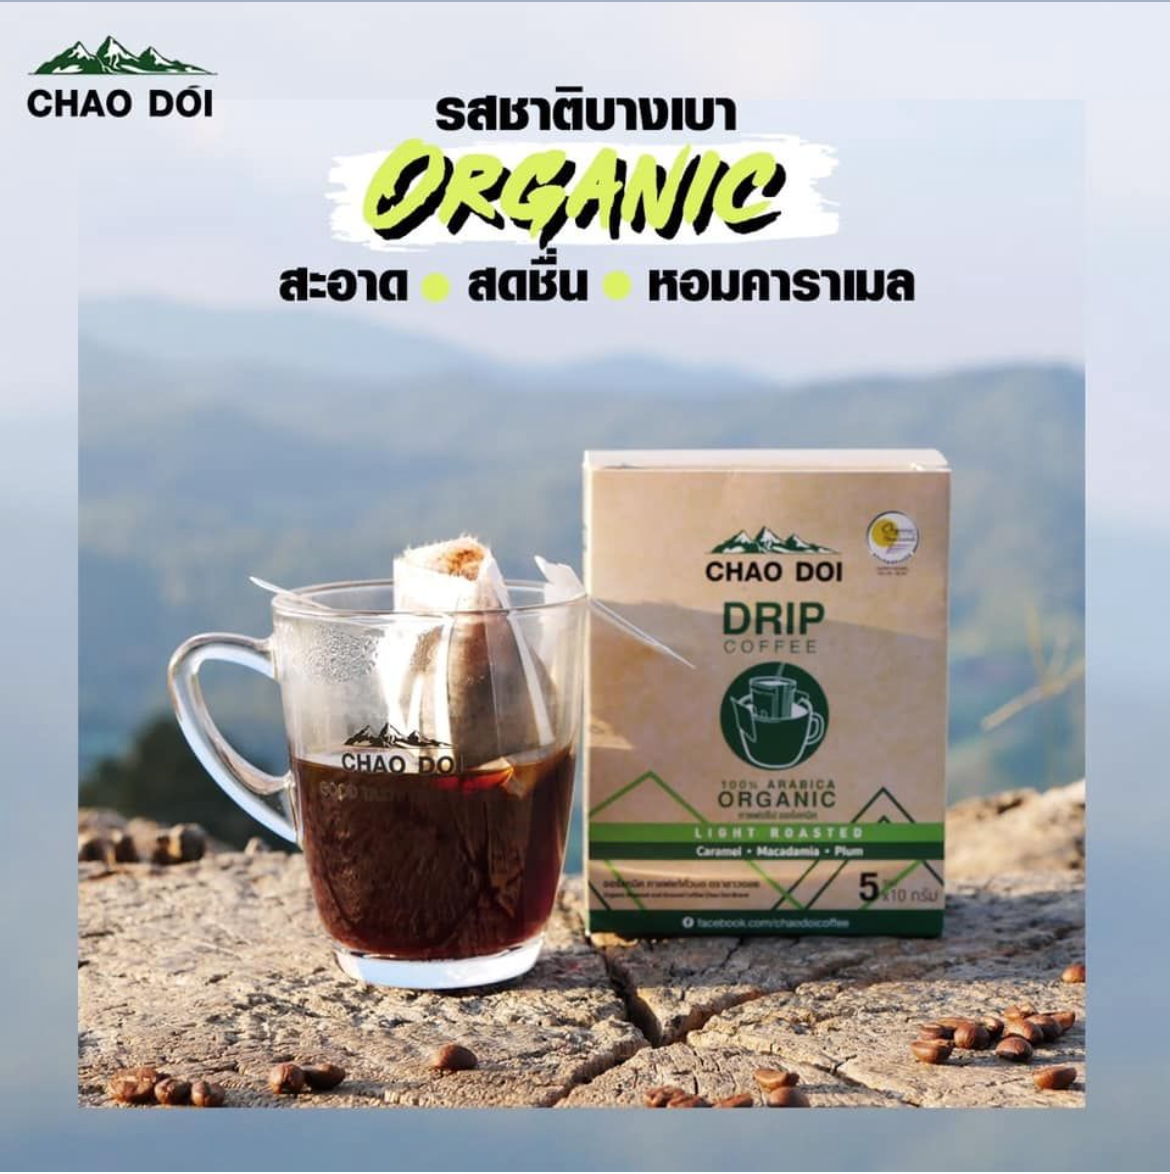 CHAO DOI
รสชาติบางเบา
ORGANIC
สะอาด • สดชื่น • หอมคาราเมล
CHAO DOI
DRIP
COFFEE
100% ARABICA
ORGANIC
LIGHT ROASTED
Caramel • Macadamia • Plum
5
x10 กรัม
facebook.com/chaodoicoffee
CHAO DOI